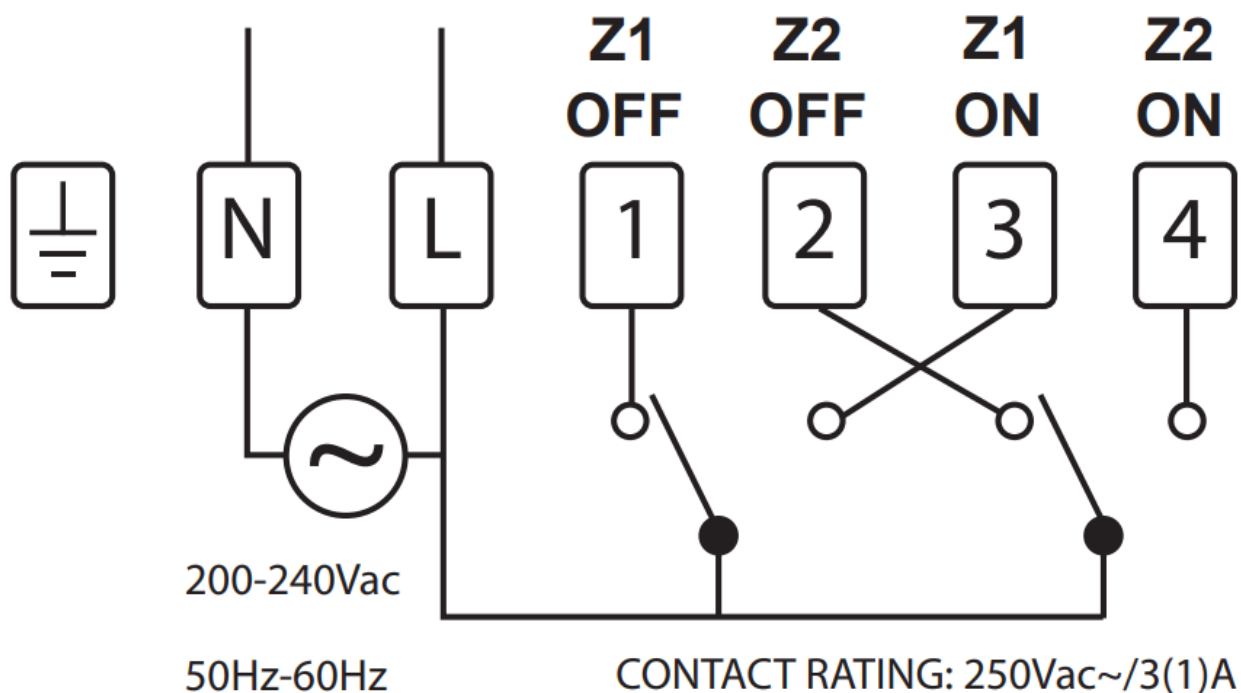 Z1 Z2 Z1 Z2
OFF OFF ON ON
N L 1 2 3 4
~
200-240Vac
50Hz-60Hz CONTACT RATING: 250Vac~/3(1)A